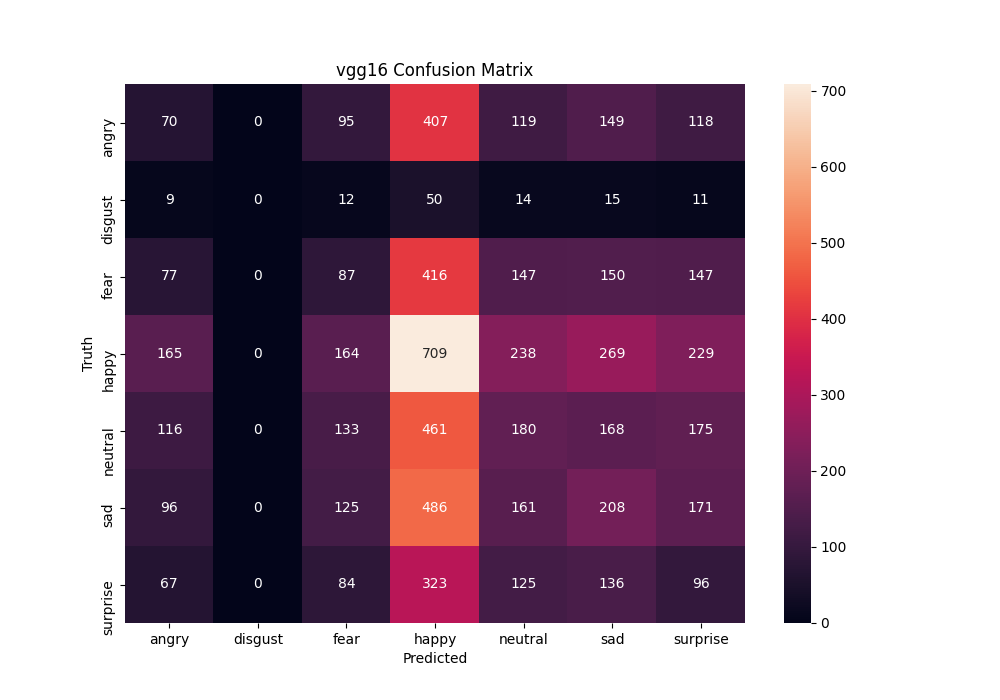 vgg16 Confusion Matrix
angry 70 0 95 407 119 149 118
disgust 9 0 12 50 14 15 11
fear 77 0 87 416 147 150 147
happy 165 0 164 709 238 269 229
neutral 116 0 133 461 180 168 175
sad 96 0 125 486 161 208 171
surprise 67 0 84 323 125 136 96
Truth
angry disgust fear happy neutral sad surprise
Predicted
700
600
500
400
300
200
100
0